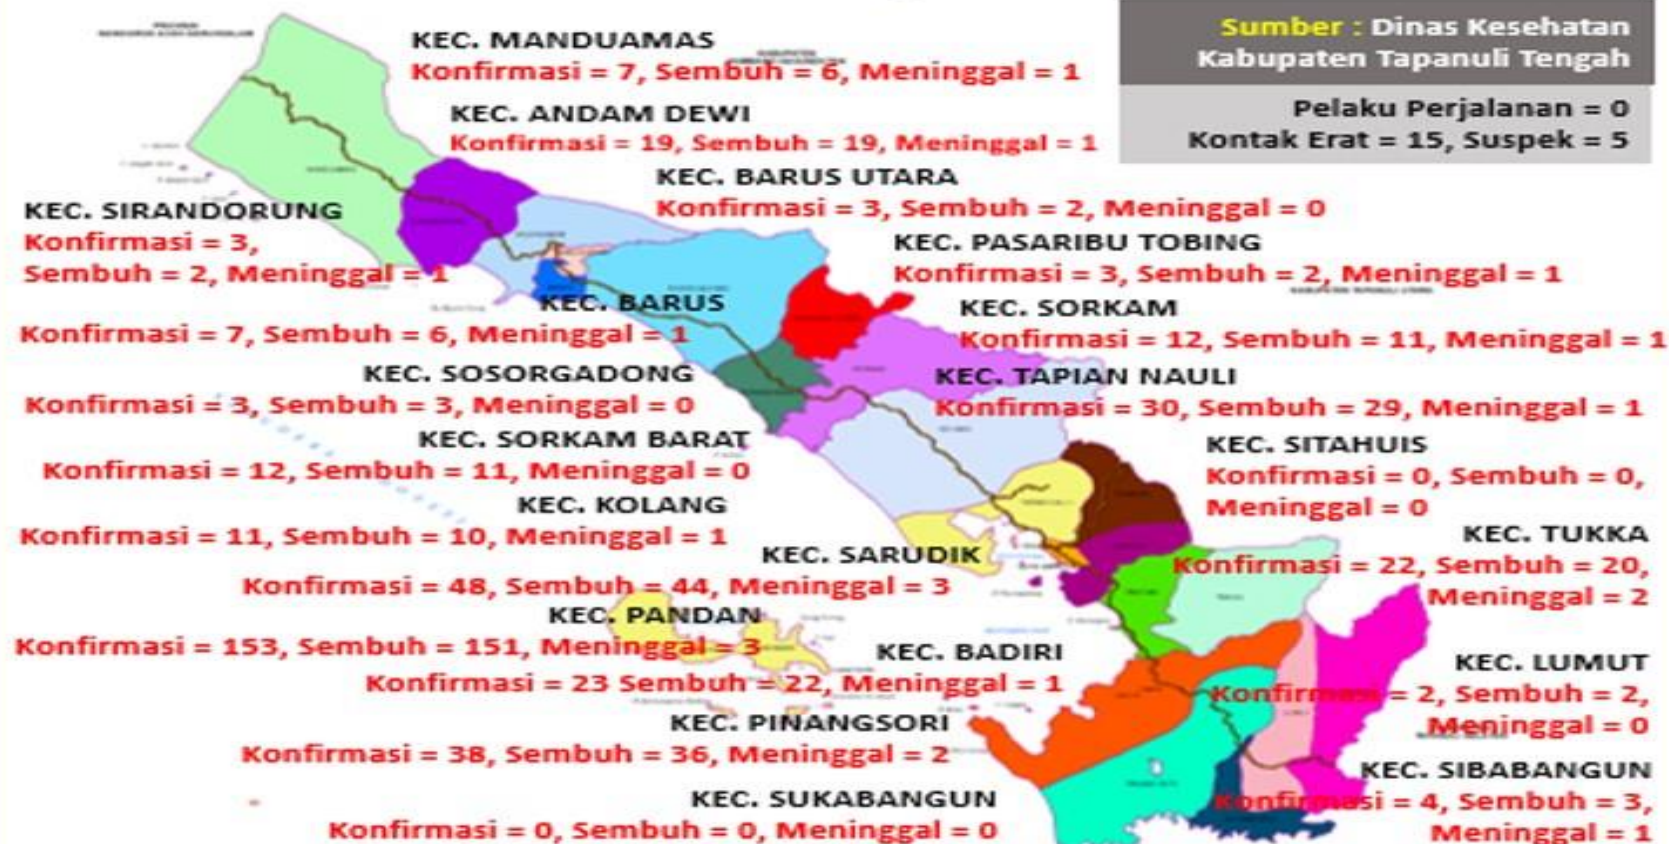 Sumber : Dinas Kesehatan
Kabupaten Tapanuli Tengah
Pelaku Perjalanan = 0
Kontak Erat = 15, Suspek = 5
KEC. MANDUAMAS
Konfirmasi = 7, Sembuh = 6, Meninggal = 1
KEC. ANDAM DEWI
Konfirmasi = 19, Sembuh = 19, Meninggal = 1
KEC. BARUS UTARA
Konfirmasi = 3, Sembuh = 2, Meninggal = 0
KEC. SIRANDORUNG
Konfirmasi = 3,
Sembuh = 2, Meninggal = 1
KEC. PASARIBU TOBING
Konfirmasi = 3, Sembuh = 2, Meninggal = 1
KEC. BARUS
Konfirmasi = 7, Sembuh = 6, Meninggal = 1
KEC. SORKAM
Konfirmasi = 12, Sembuh = 11, Meninggal = 1
KEC. SOSORGADONG
Konfirmasi = 3, Sembuh = 3, Meninggal = 0
KEC. TAPIAN NAULI
Konfirmasi = 30, Sembuh = 29, Meninggal = 1
KEC. SORKAM BARAT
Konfirmasi = 12, Sembuh = 11, Meninggal = 0
KEC. SITAHUIS
Konfirmasi = 0, Sembuh = 0,
Meninggal = 0
KEC. KOLANG
Konfirmasi = 11, Sembuh = 10, Meninggal = 1
KEC. TUKKA
Konfirmasi = 22, Sembuh = 20,
Meninggal = 2
KEC. SARUDIK
Konfirmasi = 48, Sembuh = 44, Meninggal = 3
KEC. PANDAN
Konfirmasi = 153, Sembuh = 151, Meninggal = 3
KEC. BADIRI
Konfirmasi = 23 Sembuh = 22, Meninggal = 1
KEC. LUMUT
Konfirmasi = 2, Sembuh = 2,
Meninggal = 0
KEC. PINANGSORI
Konfirmasi = 38, Sembuh = 36, Meninggal = 2
KEC. SIBABANGUN
Konfirmasi = 4, Sembuh = 3,
Meninggal = 1
KEC. SUKABANGUN
Konfirmasi = 0, Sembuh = 0, Meninggal = 0